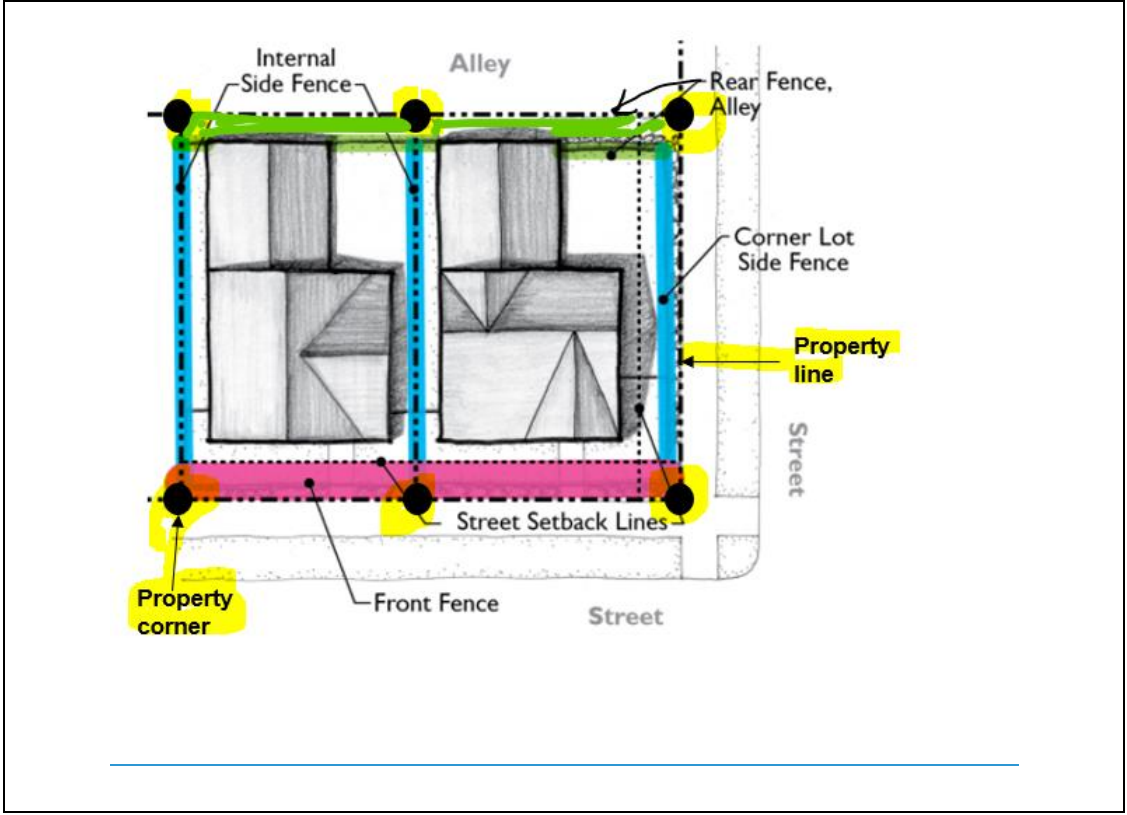 Internal
Side Fence
Alley
Rear Fence,
Alley
Corner Lot
Side Fence
Property
line
Street
Street Setback Lines
Property
corner
Front Fence
Street